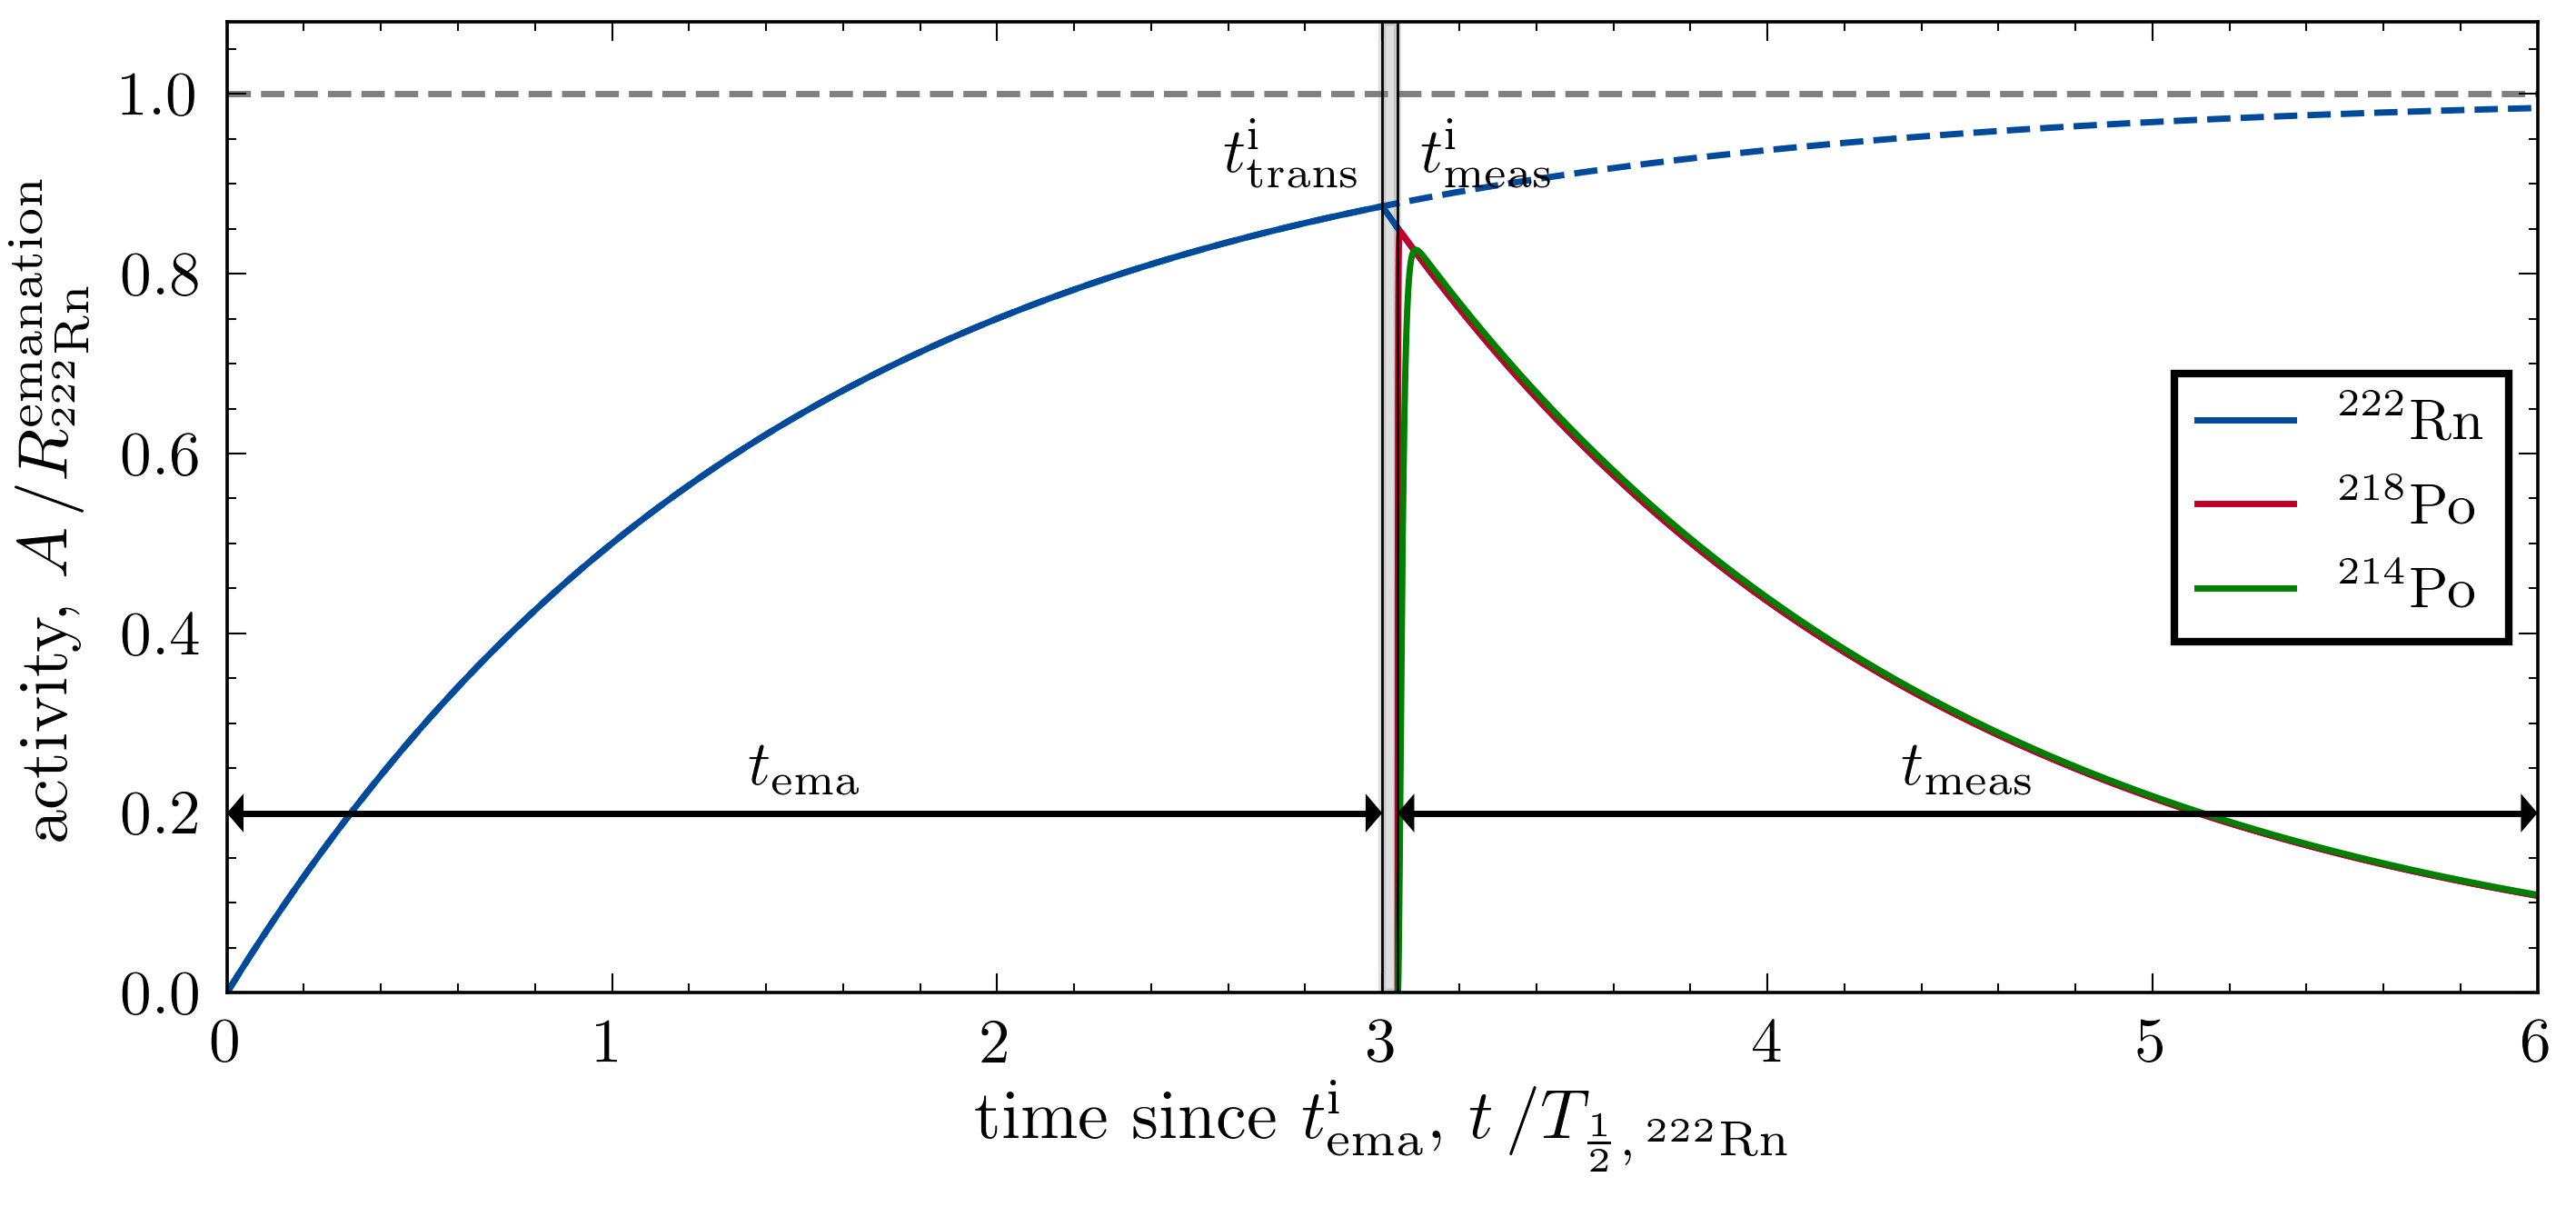 activity, A / R^emanation_222Rn
1.0
0.8
0.6
0.4
0.2
0.0
t^i_trans
t^i_meas
²²²Rn
²¹⁸Po
²¹⁴Po
t_ema
t_meas
0 1 2 3 4 5 6
time since t^i_ema, t / T_½, ²²²Rn